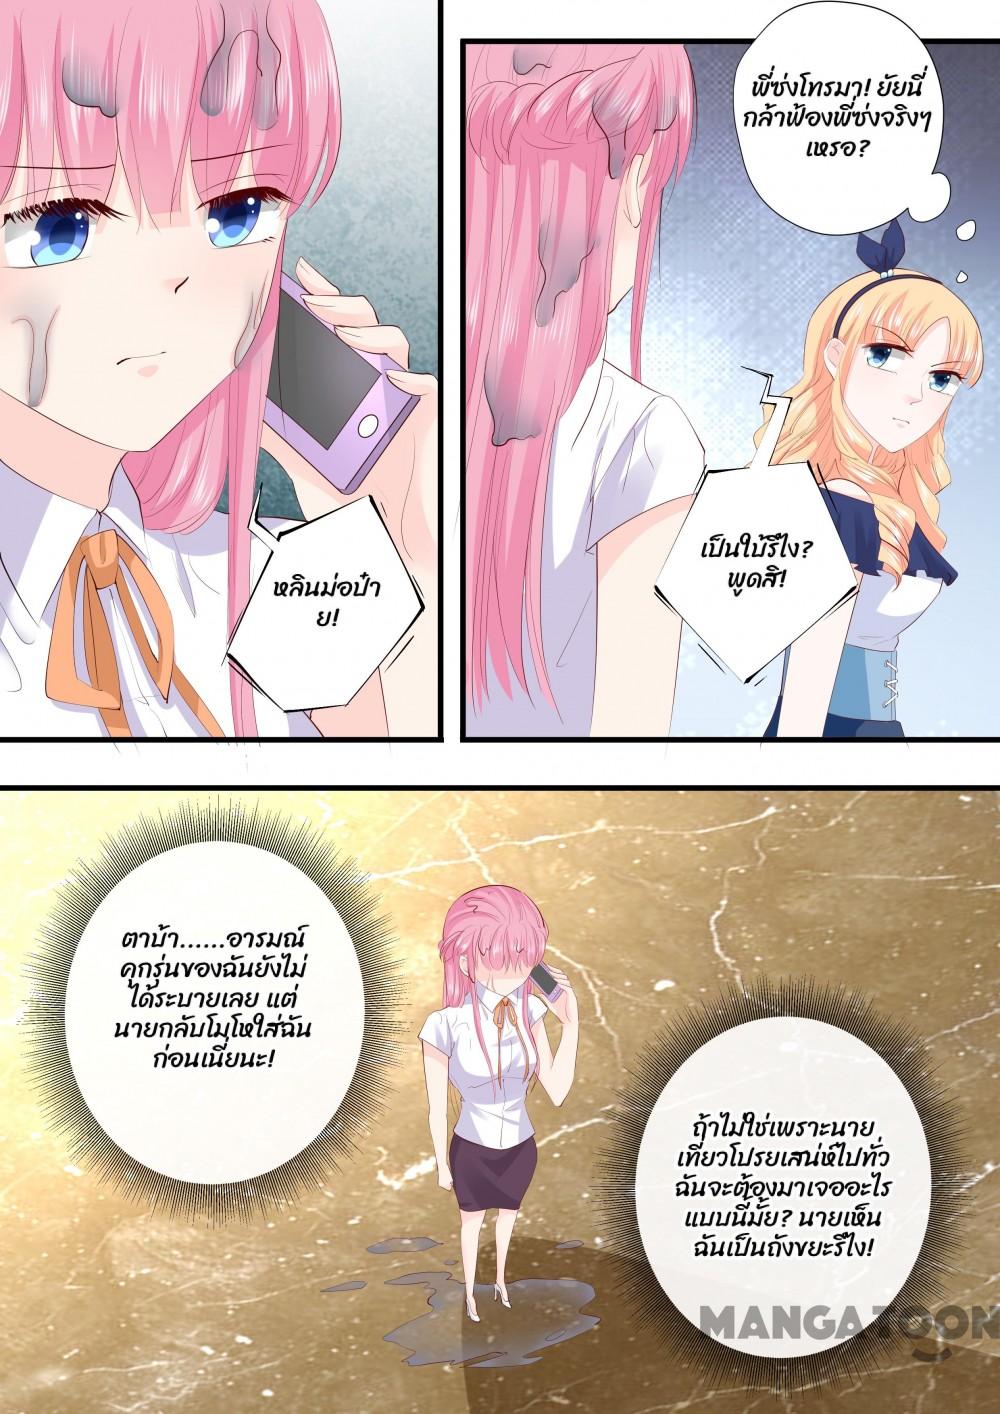 พี่ซ่งโทรมา! ยัยนี่
กล้าฟ้องพี่ซ่งจริงๆ
เหรอ?
เป็นใบ้รึไง?
พูดสิ!
หลินม่อป๋า
ย!
ตาบ้า......อารมณ์
คุกรุ่นของฉันยังไม่
ได้ระบายเลย แต่
นายกลับโมโหใส่ฉัน
ก่อนเนี่ยนะ!
ถ้าไม่ใช่เพราะนาย
เที่ยวโปรยเสน่ห์ไปทั่ว
ฉันจะต้องมาเจออะไร
แบบนี้มั้ย? นายเห็น
ฉันเป็นถังขยะรึไง!
MANGATOON